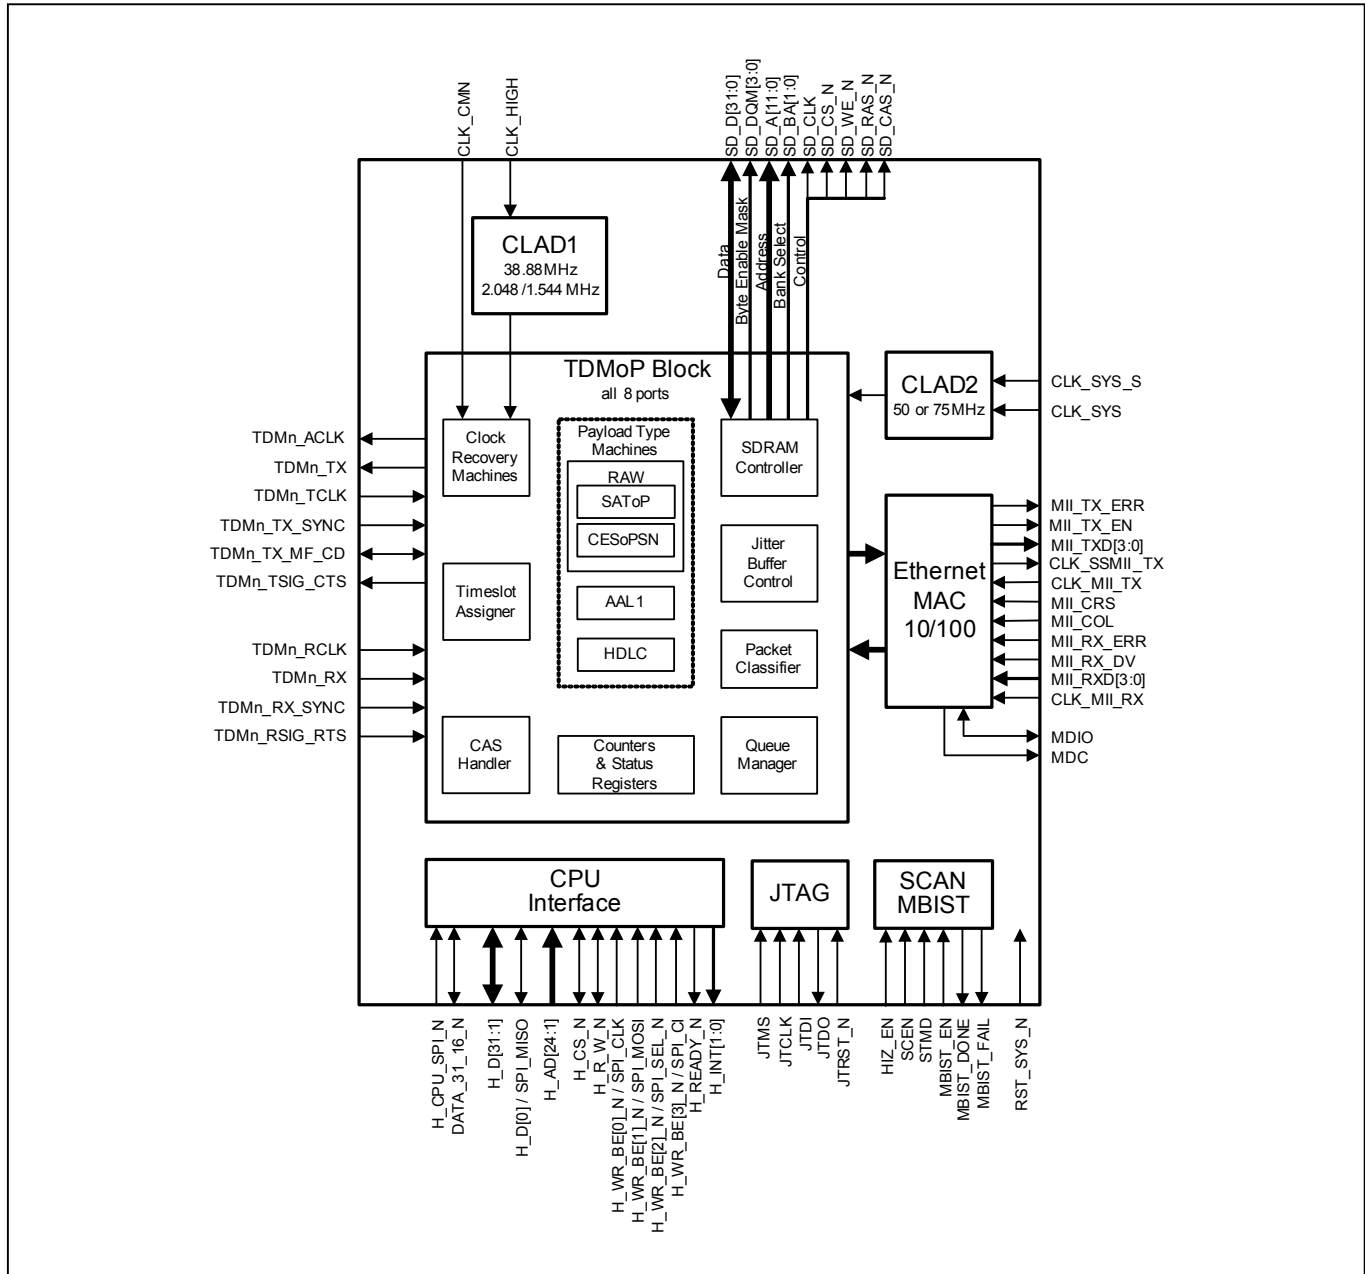 CLK_CMN
CLK_HIGH
SD_D[31:0]
SD_DQM[3:0]
SD_A[11:0]
SD_BA[1:0]
SD_CLK
SD_CS_N
SD_WE_N
SD_RAS_N
SD_CAS_N
CLAD1
38.88MHz
2.048 /1.544 MHz
Data
Byte Enable Mask
Address
Bank Select
Control
TDMoP Block
all 8 ports
CLAD2
50 or 75MHz
CLK_SYS_S
CLK_SYS
TDMn_ACLK
TDMn_TX
TDMn_TCLK
TDMn_TX_SYNC
TDMn_TX_MF_CD
TDMn_TSIG_CTS
TDMn_RCLK
TDMn_RX
TDMn_RX_SYNC
TDMn_RSIG_RTS
Clock
Recovery
Machines
Timeslot
Assigner
CAS
Handler
Payload Type
Machines
RAW
SAToP
CESoPSN
AAL1
HDLC
Counters
& Status
Registers
SDRAM
Controller
Jitter
Buffer
Control
Packet
Classifier
Queue
Manager
Ethernet
MAC
10/100
MII_TX_ERR
MII_TX_EN
MII_TXD[3:0]
CLK_SSMII_TX
CLK_MII_TX
MII_CRS
MII_COL
MII_RX_ERR
MII_RX_DV
MII_RXD[3:0]
CLK_MII_RX
MDIO
MDC
CPU
Interface
JTAG
SCAN
MBIST
H_CPU_SPI_N
DATA_31_16_N
H_D[31:1]
H_D[0] / SPI_MISO
H_AD[24:1]
H_CS_N
H_R_W_N
H_WR_BE[0]_N / SPI_CLK
H_WR_BE[1]_N / SPI_MOSI
H_WR_BE[2]_N / SPI_SEL_N
H_WR_BE[3]_N / SPI_CI
H_READY_N
H_INT[1:0]
JTMS
JTCLK
JTDI
JTDO
JTRST_N
HIZ_EN
SCEN
STMD
MBIST_EN
MBIST_DONE
MBIST_FAIL
RST_SYS_N